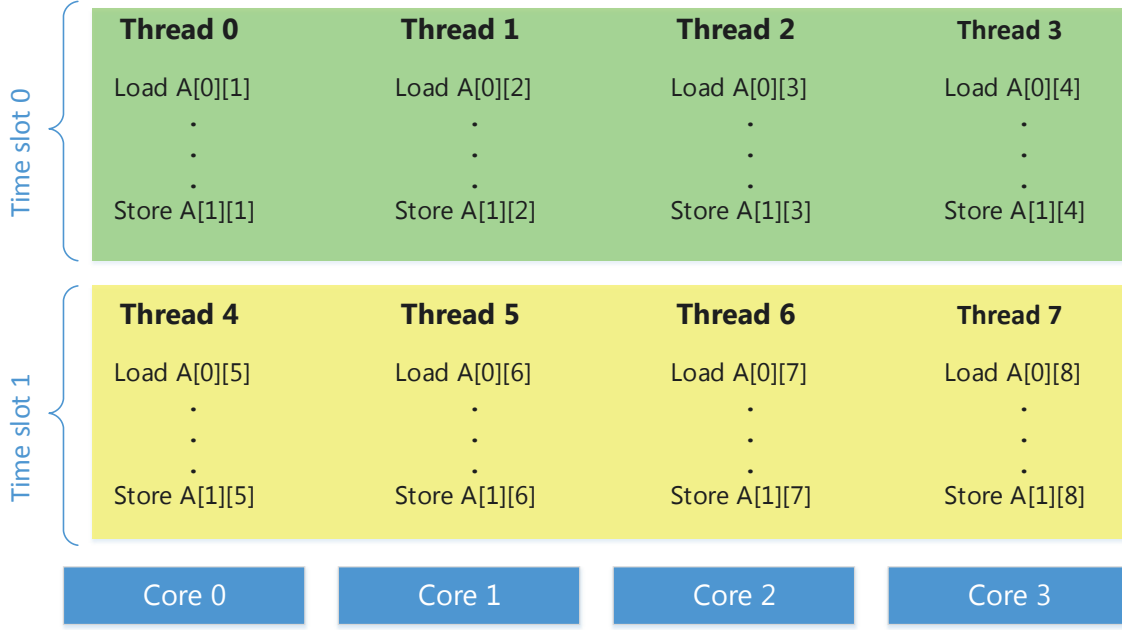 Time slot 0
Thread 0 Thread 1 Thread 2 Thread 3
Load A[0][1] Load A[0][2] Load A[0][3] Load A[0][4]
. . . .
. . . .
. . . .
Store A[1][1] Store A[1][2] Store A[1][3] Store A[1][4]
Time slot 1
Thread 4 Thread 5 Thread 6 Thread 7
Load A[0][5] Load A[0][6] Load A[0][7] Load A[0][8]
. . . .
. . . .
. . . .
Store A[1][5] Store A[1][6] Store A[1][7] Store A[1][8]
Core 0 Core 1 Core 2 Core 3